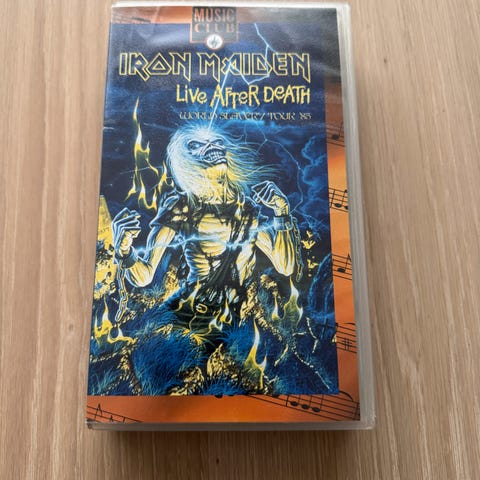 MUSIC
CLUB
IRON MAIDEN
LIVE AFTER DEATH
WORLD SLAVERY TOUR '85